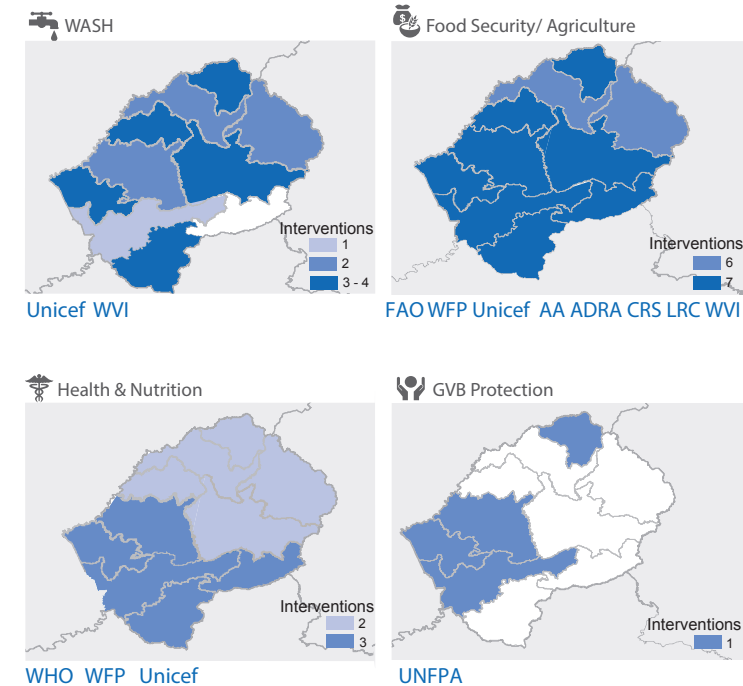 WASH
Interventions
1
2
3 - 4
Unicef WVI
$
Food Security/ Agriculture
Interventions
6
7
FAO WFP Unicef AA ADRA CRS LRC WVI
Health & Nutrition
Interventions
2
3
WHO WFP Unicef
GVB Protection
Interventions
1
UNFPA